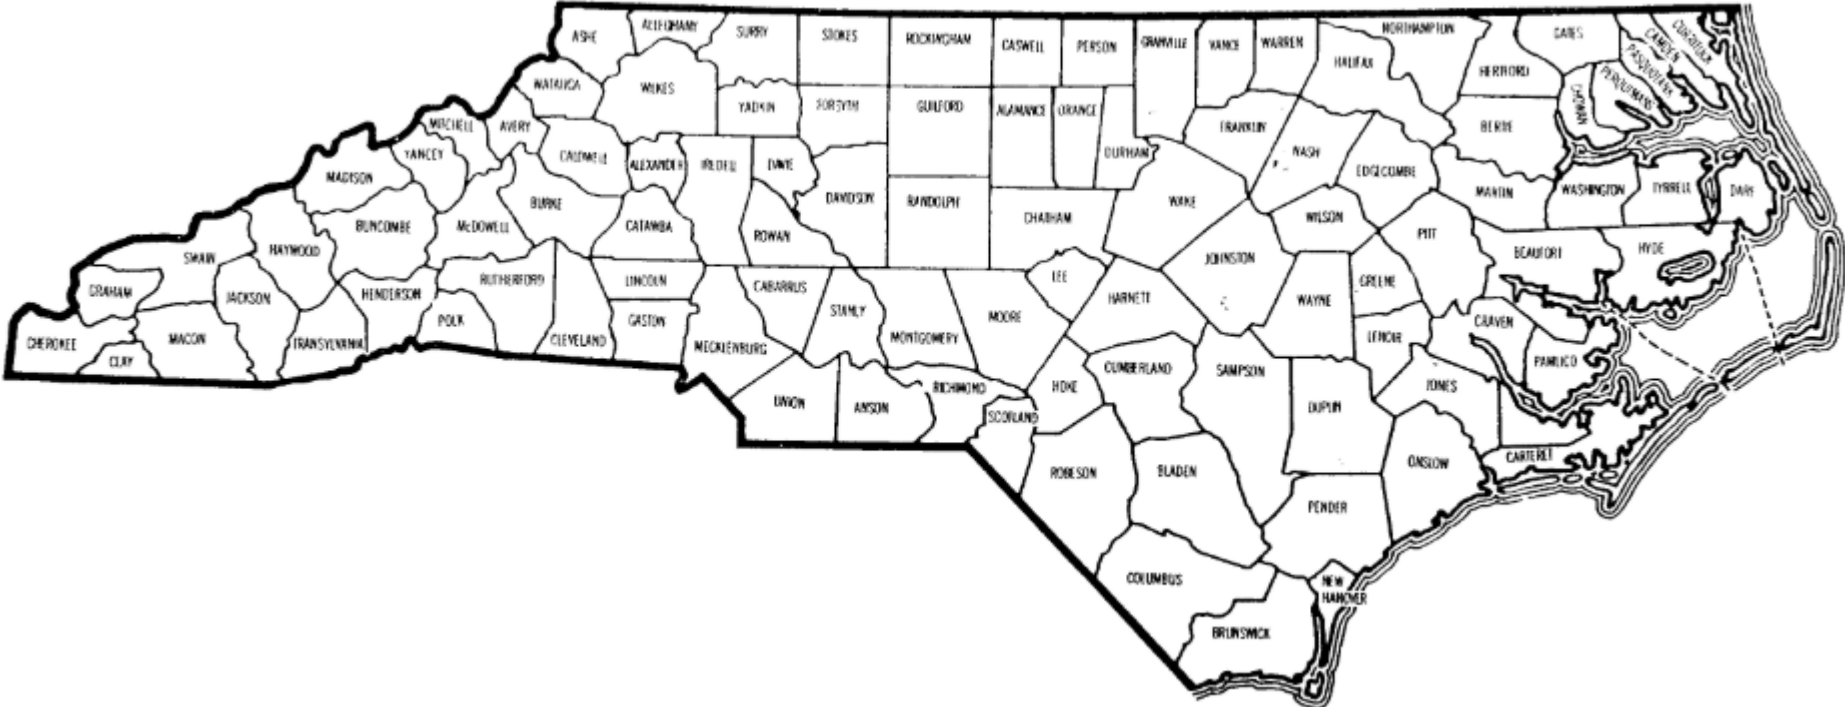 ASHE
ALLEGHANY
SURRY
STOKES
ROCKINGHAM
CASWELL
PERSON
GRANVILLE
VANCE
WARREN
NORTHAMPTON
GATES
CURRITUCK
CAMDEN
PASQUOTANK
PERQUIMANS
CHOWAN
HALIFAX
HERTFORD
WATAUGA
WILKES
YADKIN
FORSYTH
GUILFORD
ALAMANCE
ORANGE
DURHAM
FRANKLIN
NASH
BERTIE
MITCHELL
AVERY
YANCEY
CALDWELL
ALEXANDER
IREDELL
DAVIE
EDGECOMBE
MADISON
MARTIN
WASHINGTON
TYRRELL
DARE
BURKE
DAVIDSON
RANDOLPH
WAKE
WILSON
BUNCOMBE
McDOWELL
CATAWBA
ROWAN
CHATHAM
PITT
SWAIN
HAYWOOD
JOHNSTON
BEAUFORT
HYDE
GRAHAM
JACKSON
HENDERSON
RUTHERFORD
LINCOLN
CABARRUS
LEE
HARNETT
WAYNE
GREENE
POLK
GASTON
STANLY
MOORE
MONTGOMERY
LENOIR
CRAVEN
CHEROKEE
CLAY
MACON
TRANSYLVANIA
CLEVELAND
MECKLENBURG
CUMBERLAND
SAMPSON
PAMLICO
UNION
ANSON
RICHMOND
SCORLAND
HOKE
DUPLIN
JONES
ROBESON
BLADEN
ONSLOW
CARTERET
PENDER
COLUMBUS
NEW
HANOVER
BRUNSWICK